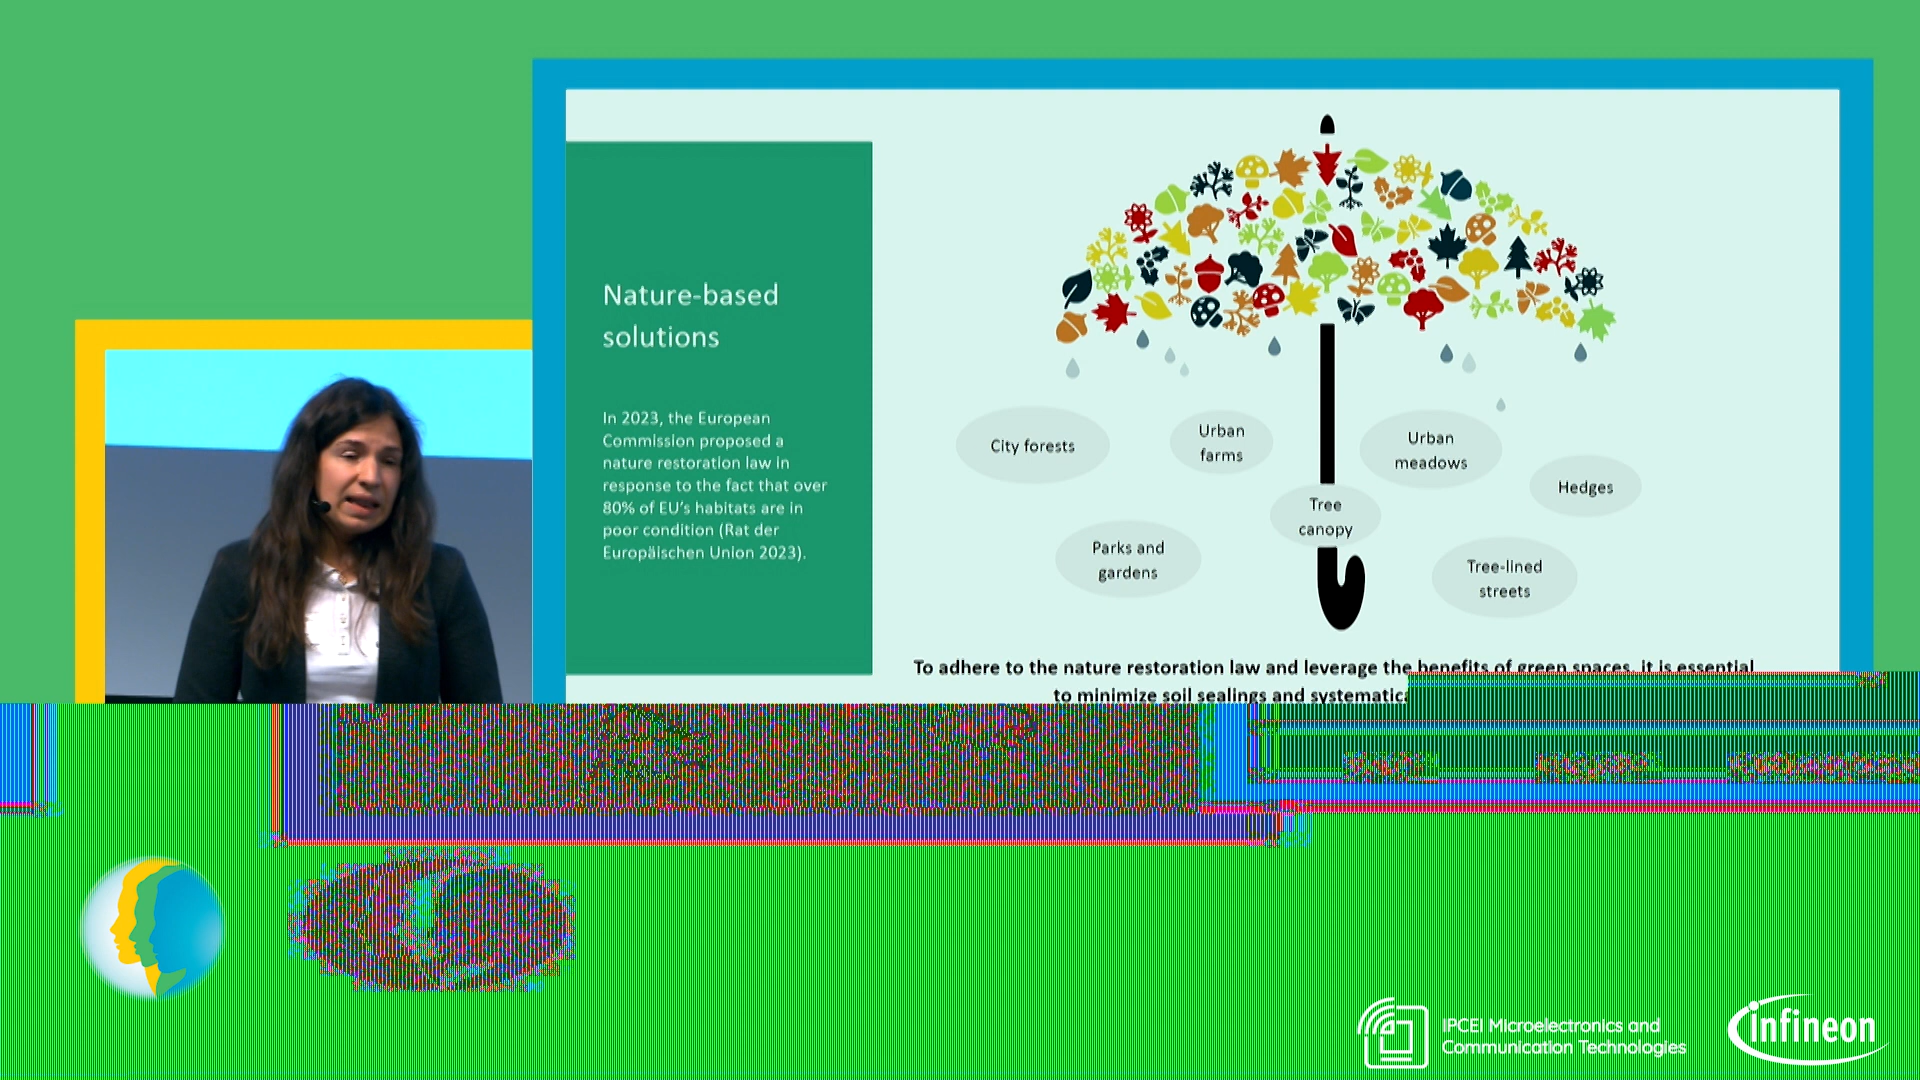 Nature-based
solutions
In 2023, the European
Commission proposed a
nature restoration law in
response to the fact that over
80% of EU's habitats are in
poor condition (Rat der
Europäischen Union 2023).
City forests
Urban
farms
Urban
meadows
Hedges
Tree
canopy
Parks and
gardens
Tree-lined
streets
To adhere to the nature restoration law and leverage the benefits of green spaces, it is essential
to minimize soil sealings and
IPCEI Microelectronics and
Communication Technologies
infineon